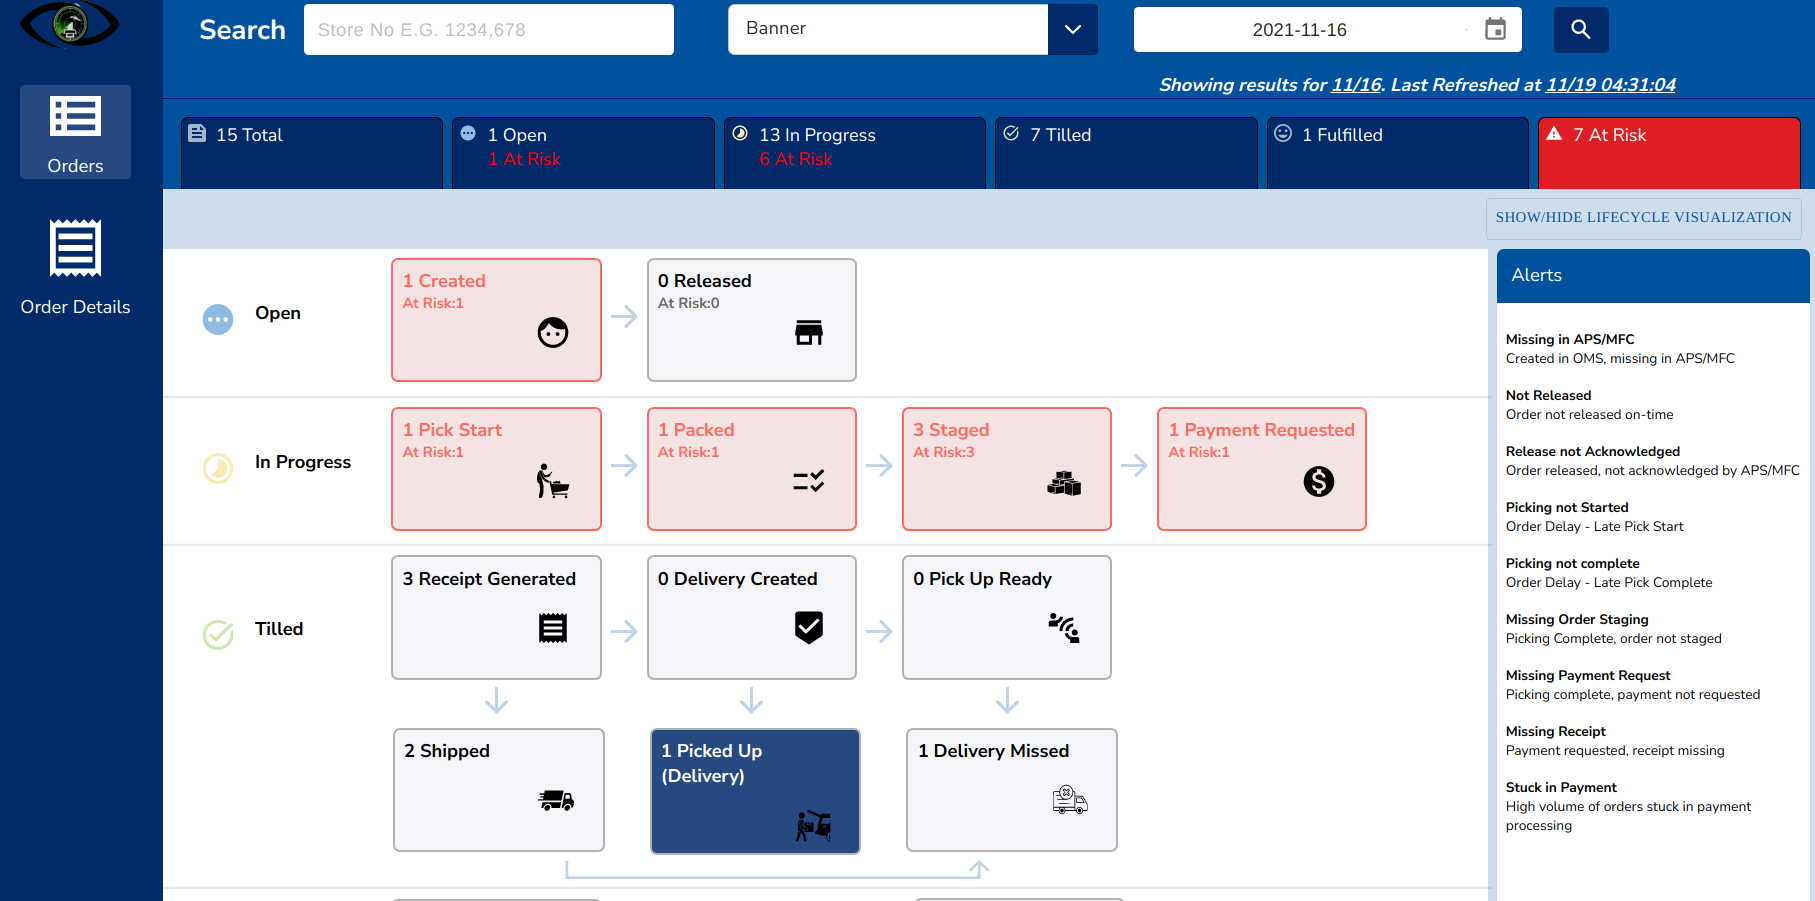 Search
Store No E.G. 1234,678
Banner
2021-11-16
Showing results for 11/16. Last Refreshed at 11/19 04:31:04
Orders
Order Details
15 Total
1 Open
1 At Risk
13 In Progress
6 At Risk
7 Tilled
1 Fulfilled
7 At Risk
SHOW/HIDE LIFECYCLE VISUALIZATION
Open
1 Created
At Risk:1
0 Released
At Risk:0
In Progress
1 Pick Start
At Risk:1
1 Packed
At Risk:1
3 Staged
At Risk:3
1 Payment Requested
At Risk:1
Tilled
3 Receipt Generated
0 Delivery Created
0 Pick Up Ready
2 Shipped
1 Picked Up
(Delivery)
1 Delivery Missed
Alerts
Missing in APS/MFC
Created in OMS, missing in APS/MFC
Not Released
Order not released on-time
Release not Acknowledged
Order released, not acknowledged by APS/MFC
Picking not Started
Order Delay - Late Pick Start
Picking not complete
Order Delay - Late Pick Complete
Missing Order Staging
Picking Complete, order not staged
Missing Payment Request
Picking complete, payment not requested
Missing Receipt
Payment requested, receipt missing
Stuck in Payment
High volume of orders stuck in payment
processing